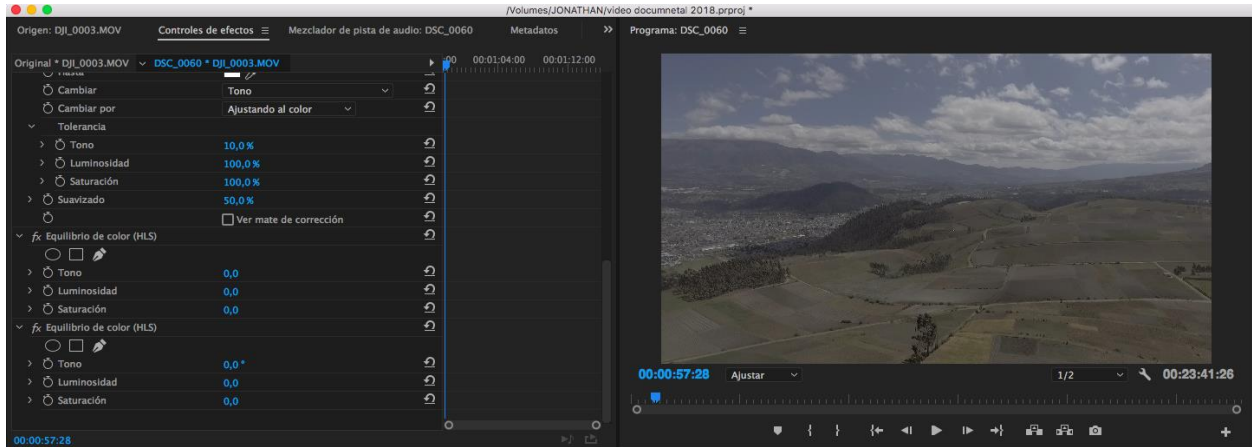 /Volumes/JONATHAN/video documnetal 2018.prproj *
Origen: DJI_0003.MOV Controles de efectos Mezclador de pista de audio: DSC_0060 Metadatos
Original * DJI_0003.MOV DSC_0060 * DJI_0003.MOV
00 00:01:04:00 00:01:12:00
Hasta
Cambiar Tono
Cambiar por Ajustando al color
Tolerancia
Tono 10,0 %
Luminosidad 100,0 %
Saturación 100,0 %
Suavizado 50,0 %
Ver mate de corrección
fx Equilibrio de color (HLS)
Tono 0,0
Luminosidad 0,0
Saturación 0,0
fx Equilibrio de color (HLS)
Tono 0,0 °
Luminosidad 0,0
Saturación 0,0
00:00:57:28
Programa: DSC_0060
00:00:57:28 Ajustar 1/2 00:23:41:26